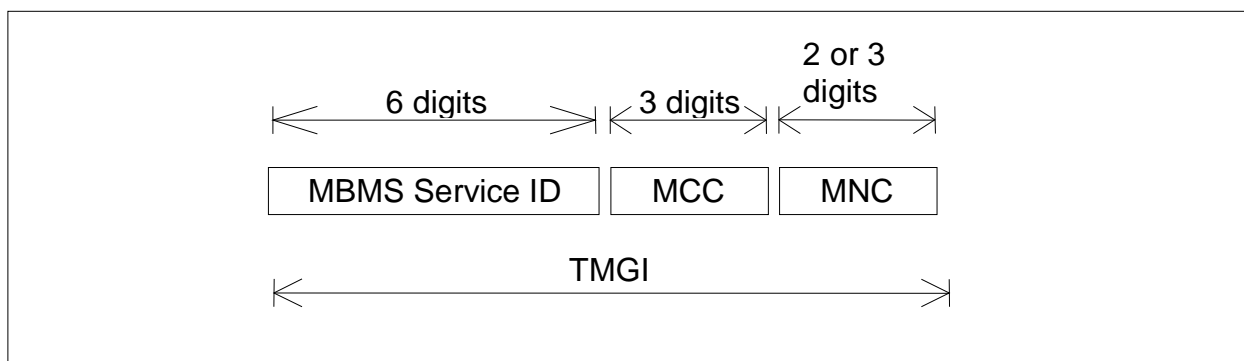 2 or 3
digits
6 digits
3 digits
MBMS Service ID
MCC
MNC
TMGI